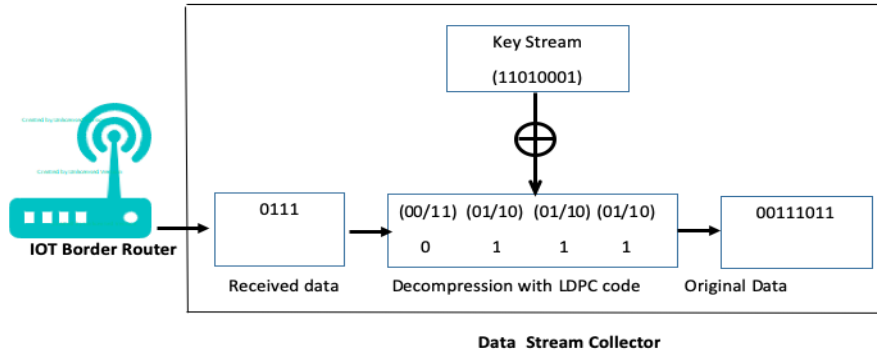 Key Stream
(11010001)
0111
(00/11) (01/10) (01/10) (01/10)
0 1 1 1
00111011
IOT Border Router
Received data
Decompression with LDPC code
Original Data
Data Stream Collector